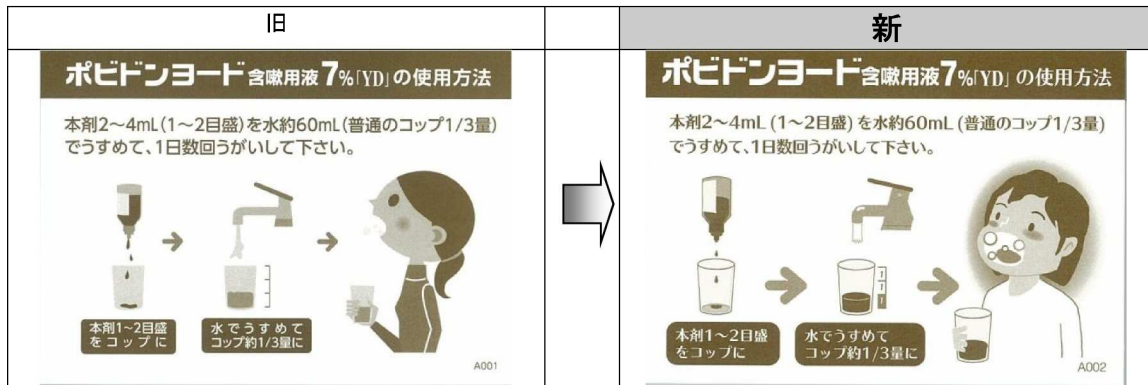 旧
ポビドンヨード含嗽用液7%「YD」の使用方法
本剤2～4mL(1～2目盛)を水約60mL(普通のコップ1/3量)
でうすめて、1日数回うがいして下さい。
本剤1～2目盛
をコップに
水でうすめて
コップ約1/3量に
A001
新
ポビドンヨード含嗽用液7%「YD」の使用方法
本剤2～4mL(1～2目盛)を水約60mL(普通のコップ1/3量)
でうすめて、1日数回うがいして下さい。
本剤1～2目盛
をコップに
水でうすめて
コップ約1/3量に
A002